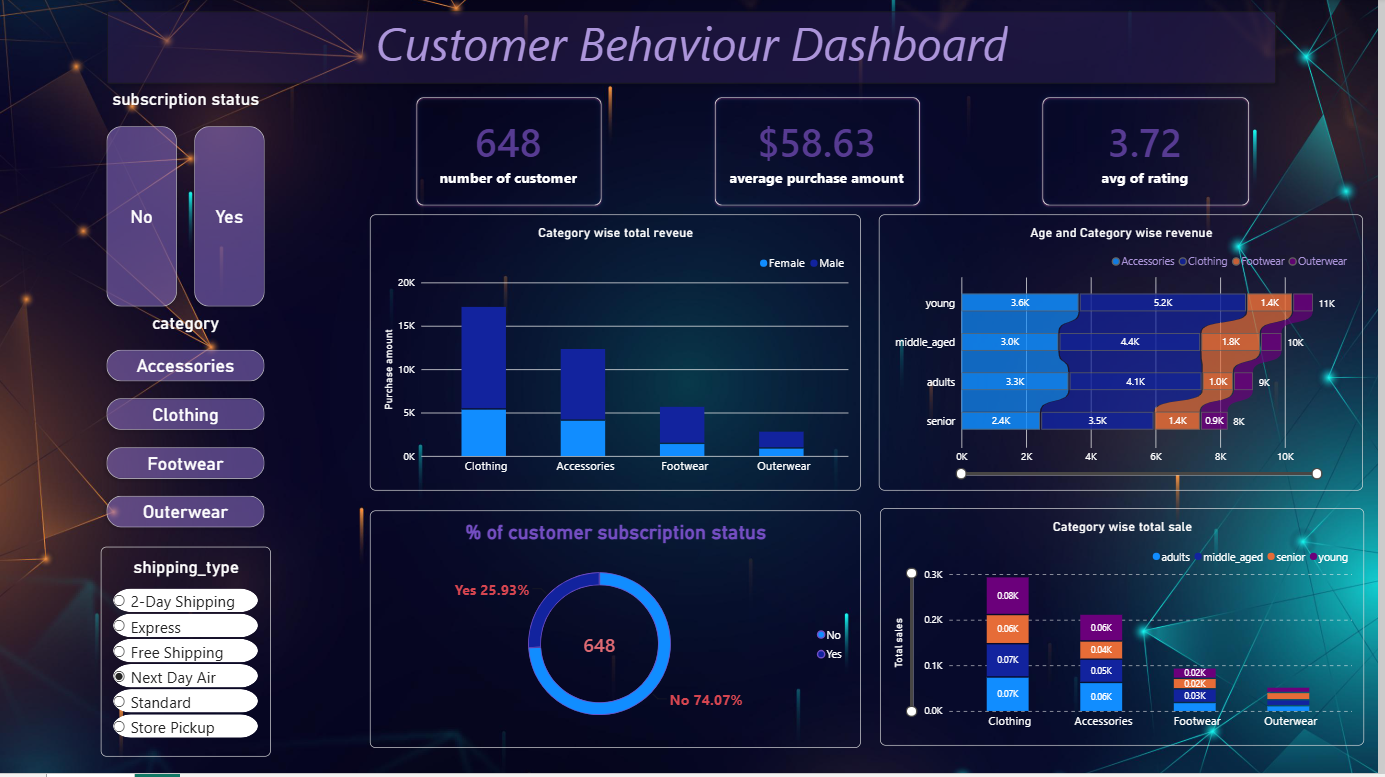 Customer Behaviour Dashboard
subscription status
No
Yes
category
Accessories
Clothing
Footwear
Outerwear
shipping_type
2-Day Shipping
Express
Free Shipping
Next Day Air
Standard
Store Pickup
648
number of customer
$58.63
average purchase amount
3.72
avg of rating
Category wise total reveue
Female Male
Purchase amount
20K
15K
10K
5K
0K
Clothing Accessories Footwear Outerwear
Age and Category wise revenue
Accessories Clothing Footwear Outerwear
young 3.6K 5.2K 1.4K 11K
middle_aged 3.0K 4.4K 1.8K 10K
adults 3.3K 4.1K 1.0K 9K
senior 2.4K 3.5K 1.4K 0.9K 8K
0K 2K 4K 6K 8K 10K
% of customer subscription status
Yes 25.93%
648
No
Yes
No 74.07%
Category wise total sale
adults middle_aged senior young
Total sales
0.3K
0.2K
0.1K
0.0K
0.08K
0.06K
0.07K
0.07K
0.06K
0.04K
0.05K
0.06K
0.02K
0.02K
0.03K
Clothing Accessories Footwear Outerwear